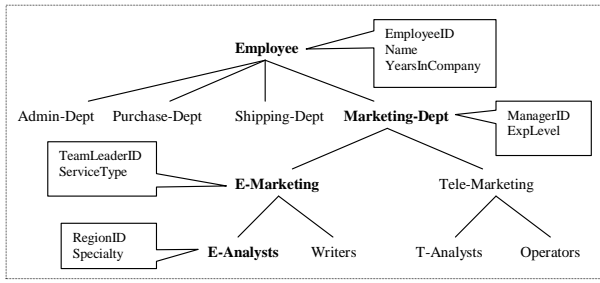 Employee
EmployeeID
Name
YearsInCompany
Admin-Dept Purchase-Dept Shipping-Dept Marketing-Dept
ManagerID
ExpLevel
TeamLeaderID
ServiceType
E-Marketing Tele-Marketing
RegionID
Specialty
E-Analysts Writers T-Analysts Operators